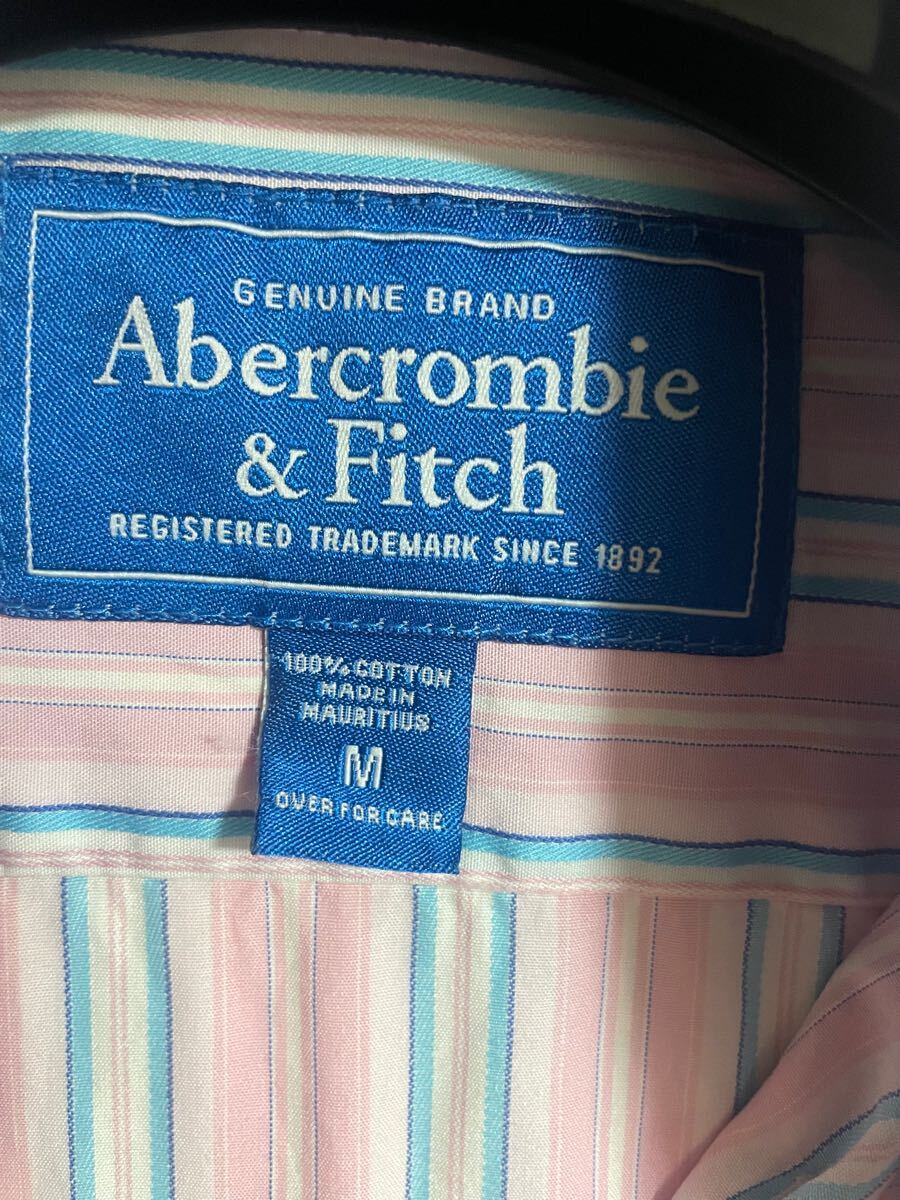 GENUINE BRAND
Abercrombie
& Fitch
REGISTERED TRADEMARK SINCE 1892
100% COTTON
MADE IN
MAURITIUS
M
OVER FOR CARE